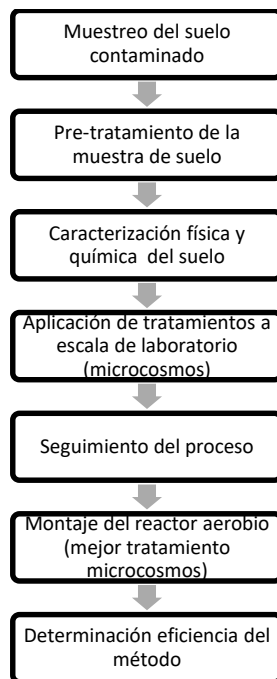 Muestreo del suelo
contaminado
Pre-tratamiento de la
muestra de suelo
Caracterización física y
química  del suelo
Aplicación de tratamientos a
escala de laboratorio
(microcosmos)
Seguimiento del proceso
Montaje del reactor aerobio
(mejor tratamiento
microcosmos)
Determinación eficiencia del
método